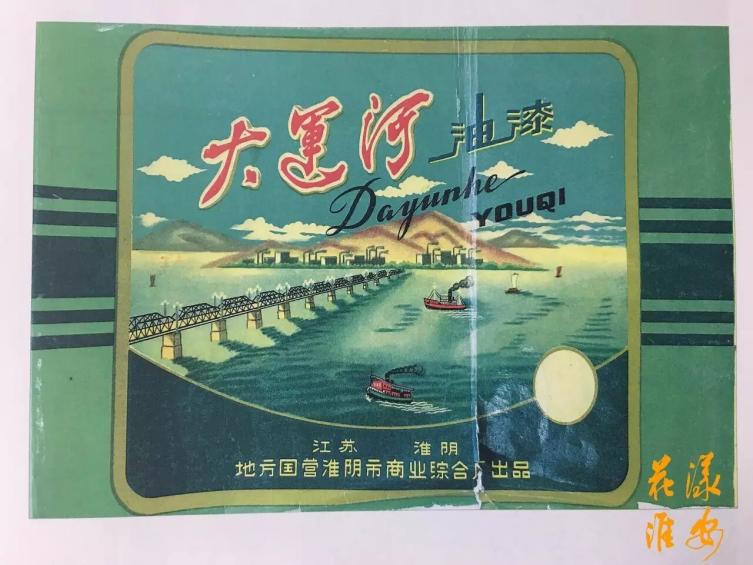 大運河油漆
Dayunhe
YOUQI
江苏 淮阴
地方国营淮阴市商业综合厂出品
花漾
淮安